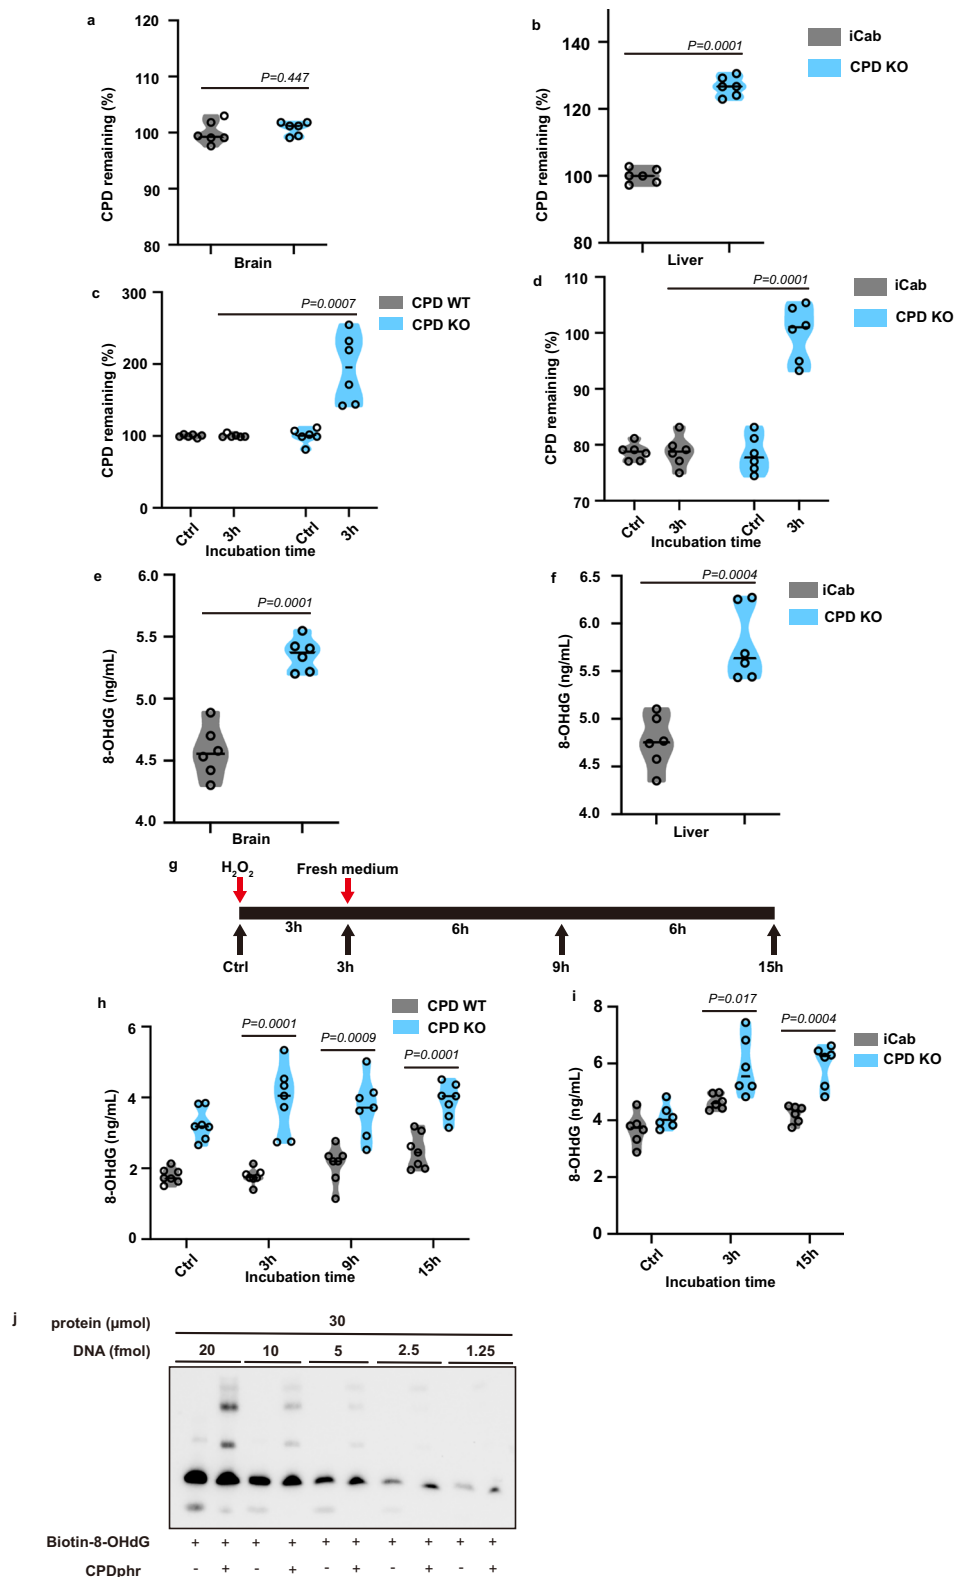 a
120
110
100
90
80
CPD remaining (%)
P=0.447
Brain
b
140
120
100
80
CPD remaining (%)
P=0.0001
Liver
iCab
CPD KO
c
300
200
100
0
CPD remaining (%)
P=0.0007
Ctrl
3h
Ctrl
3h
Incubation time
CPD WT
CPD KO
d
110
100
90
80
70
CPD remaining (%)
P=0.0001
Ctrl
3h
Ctrl
3h
Incubation time
iCab
CPD KO
e
6.0
5.5
5.0
4.5
4.0
8-OHdG (ng/mL)
P=0.0001
Brain
f
6.5
6.0
5.5
5.0
4.5
4.0
8-OHdG (ng/mL)
P=0.0004
Liver
iCab
CPD KO
g
H2O2
Fresh medium
3h
6h
6h
Ctrl
3h
9h
15h
h
CPD WT
CPD KO
6
4
2
0
8-OHdG (ng/mL)
P=0.0001
P=0.0009
P=0.0001
Ctrl
3h
9h
15h
Incubation time
i
8
6
4
2
0
8-OHdG (ng/mL)
P=0.017
P=0.0004
Ctrl
3h
15h
Incubation time
iCab
CPD KO
j
protein (μmol) 30
DNA (fmol) 20 10 5 2.5 1.25
Biotin-8-OHdG + + + + + + + + + +
CPDphr - + - + - + - + - +